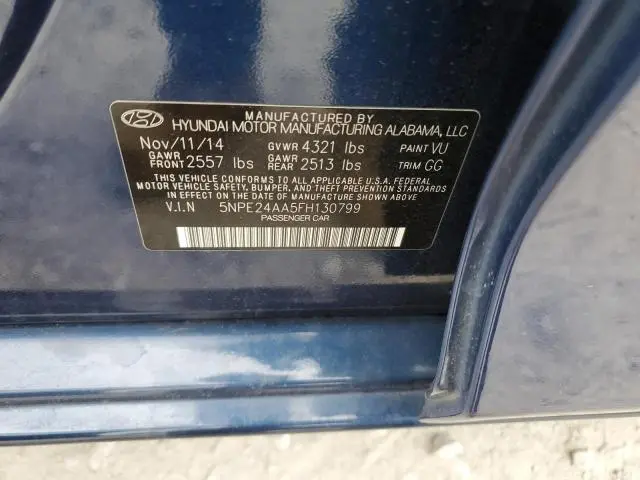 MANUFACTURED BY
HYUNDAI MOTOR MANUFACTURING ALABAMA, LLC
Nov/11/14 GVWR 4321 lbs PAINT VU
GAWR FRONT 2557 lbs GAWR REAR 2513 lbs TRIM GG
THIS VEHICLE CONFORMS TO ALL APPLICABLE U.S.A. FEDERAL
MOTOR VEHICLE SAFETY, BUMPER, AND THEFT PREVENTION STANDARDS
IN EFFECT ON THE DATE OF MANUFACTURE SHOWN ABOVE.
V.I.N 5NPE24AA5FH130799
PASSENGER CAR